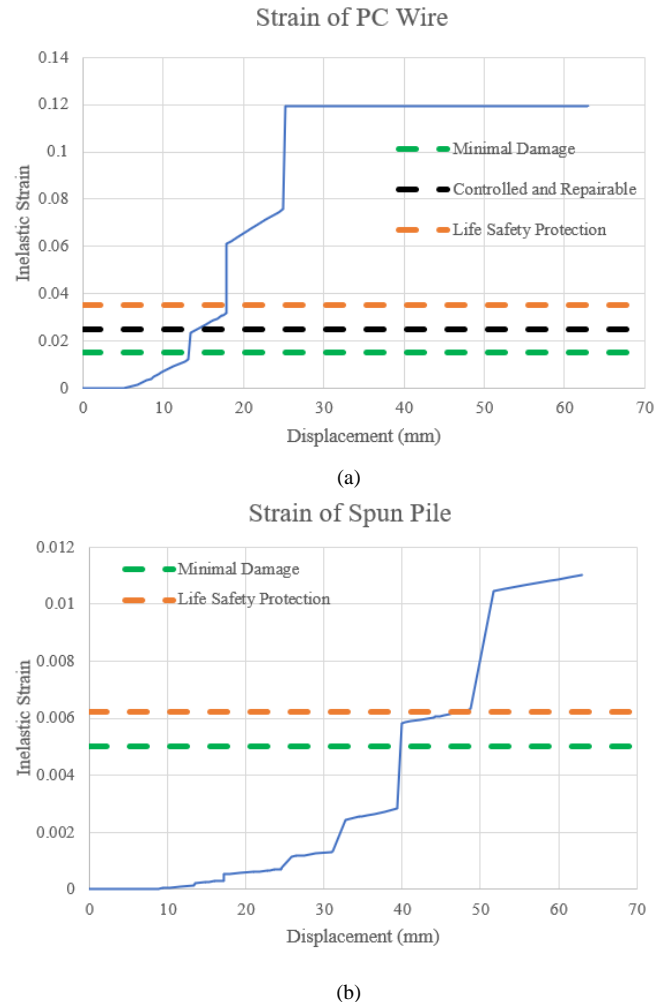 Strain of PC Wire
0.14
0.12
0.1
0.08
0.06
0.04
0.02
0
Inelastic Strain
Minimal Damage
Controlled and Repairable
Life Safety Protection
0 10 20 30 40 50 60 70
Displacement (mm)
(a)
Strain of Spun Pile
0.012
0.01
0.008
0.006
0.004
0.002
0
Inelastic Strain
Minimal Damage
Life Safety Protection
0 10 20 30 40 50 60 70
Displacement (mm)
(b)